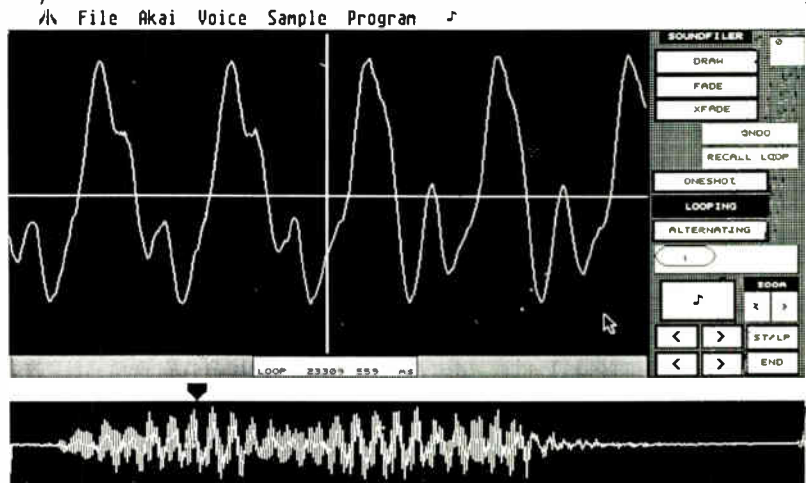 File Akai Voice Sample Program ♪
SOUNDFILER
DRAW
FADE
XFADE
UNDO
RECALL LOOP
ONESHOT
LOOPING
ALTERNATING
ZOOM
♪
< >
< > ST/LP
< > END
LOOP 23309 559 ms